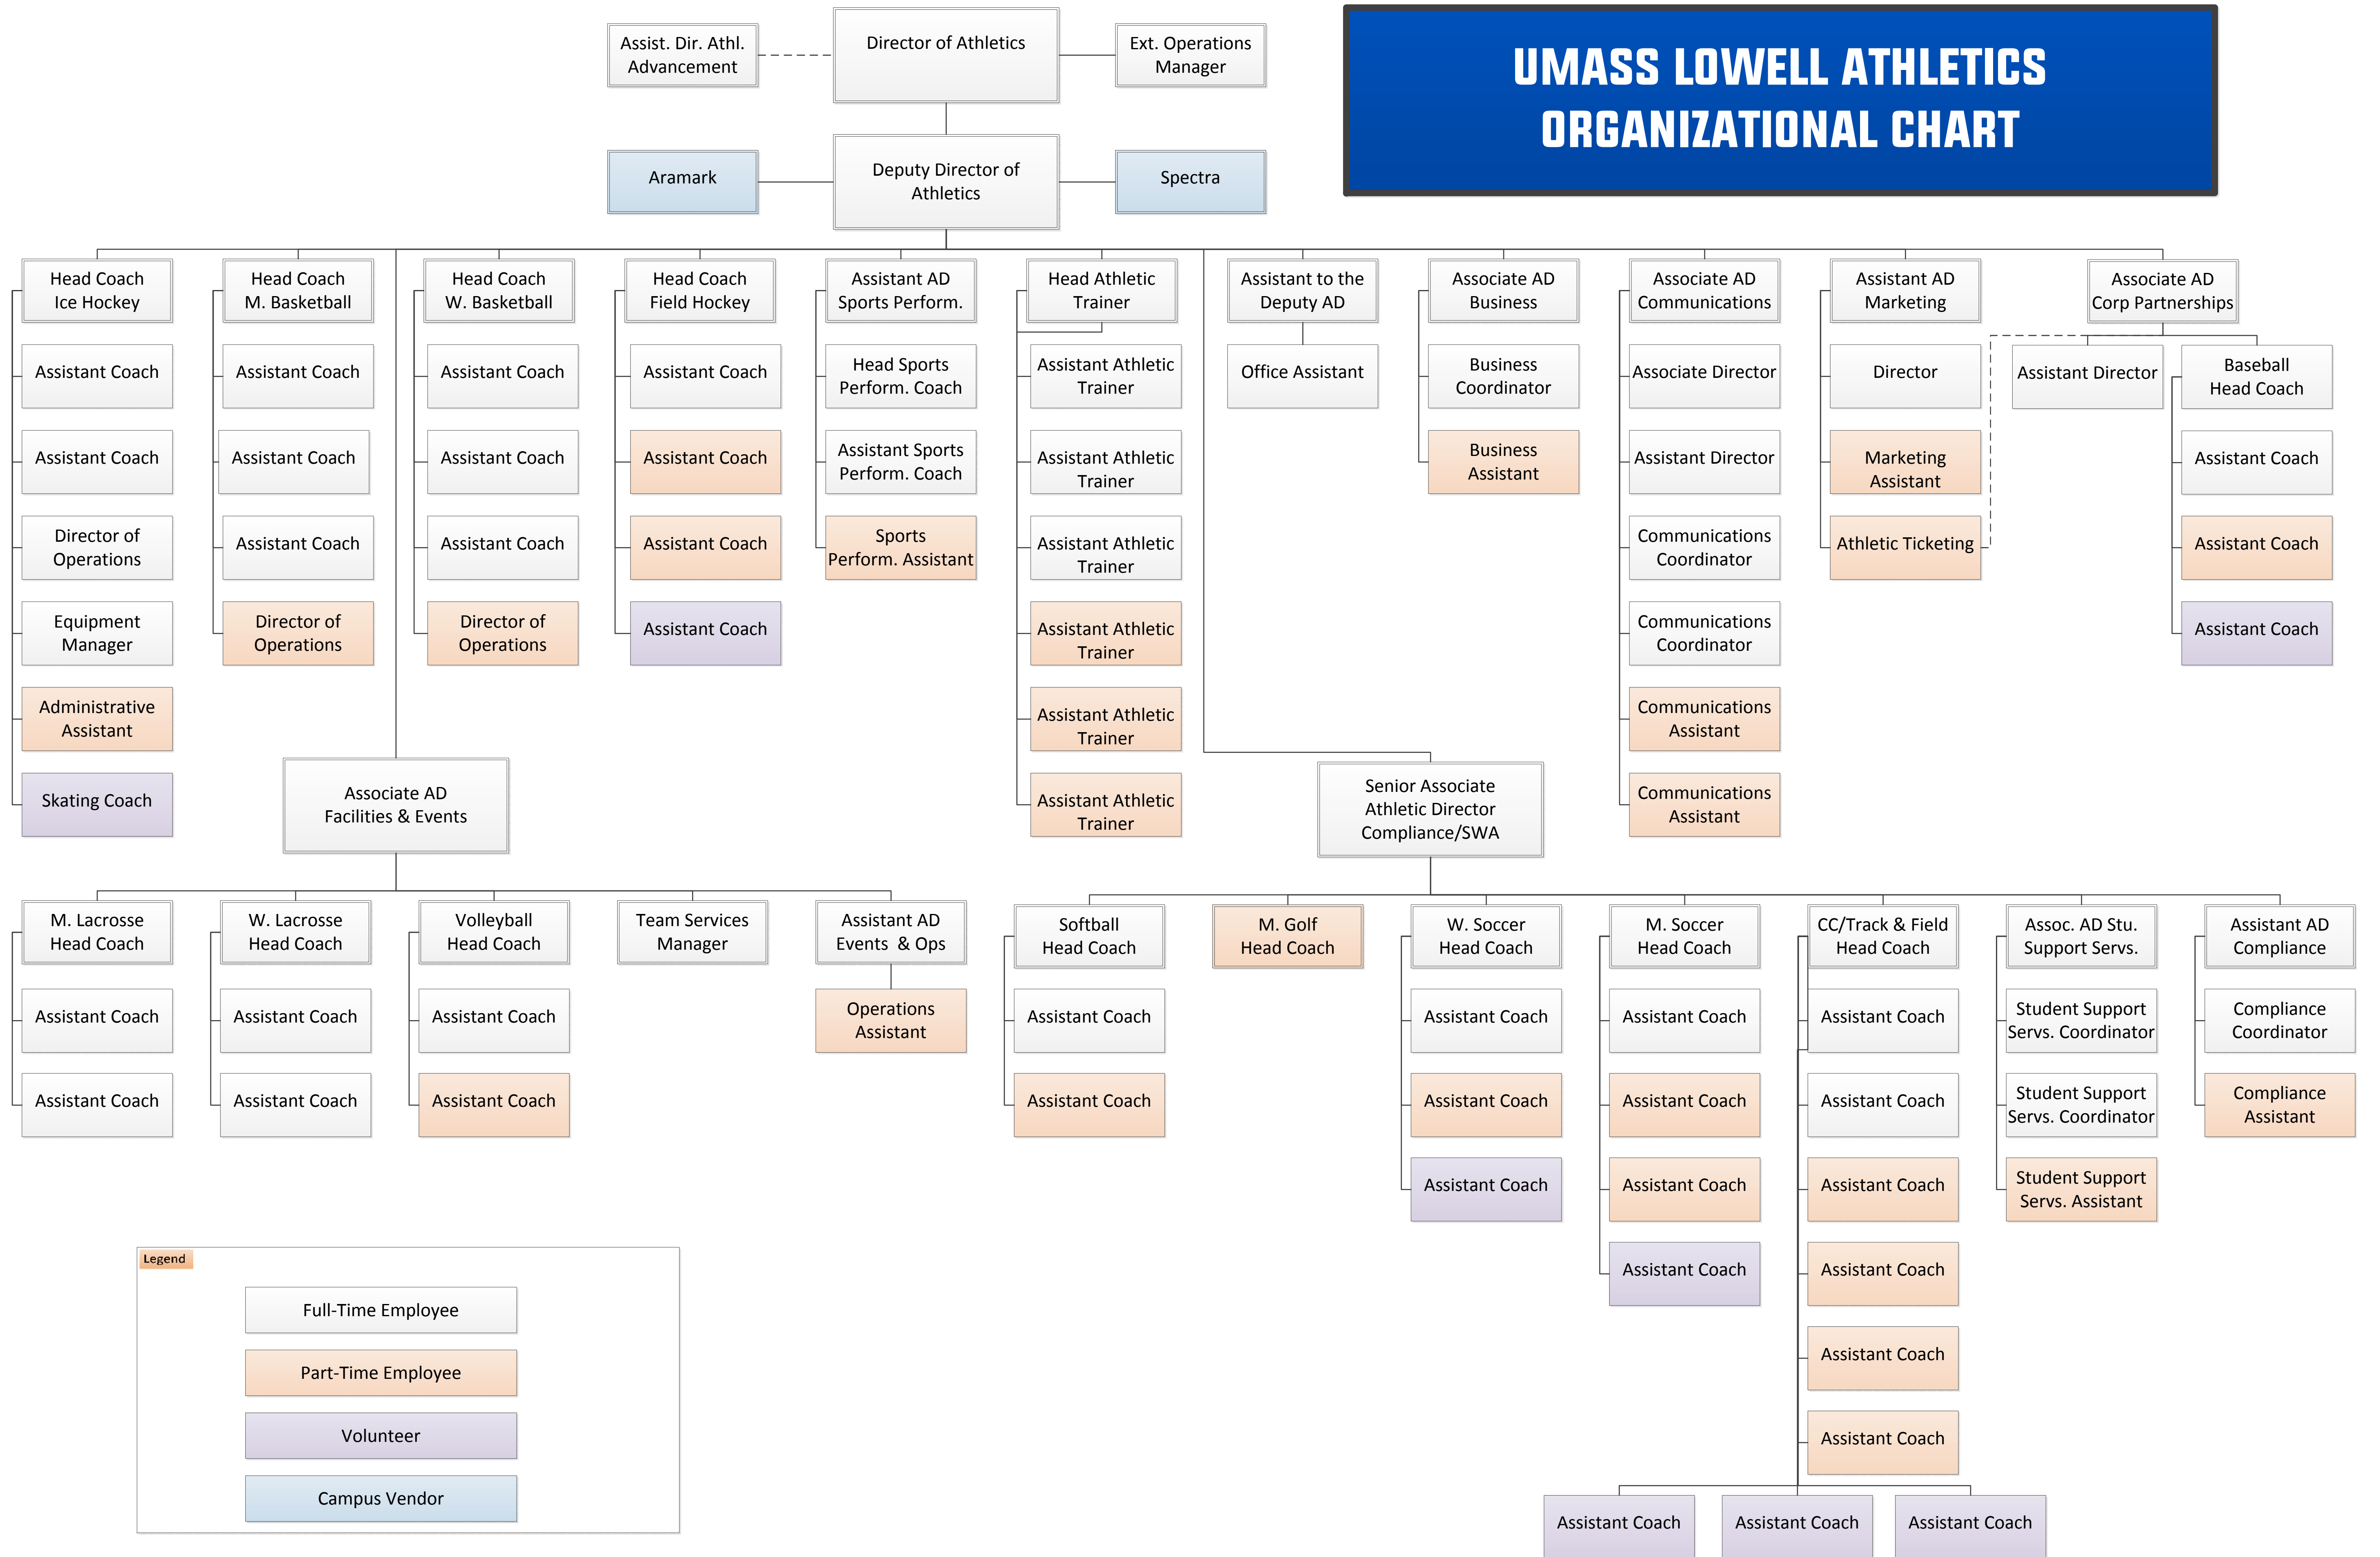 UMASS LOWELL ATHLETICS
ORGANIZATIONAL CHART
Assist. Dir. Athl.
Advancement
Director of Athletics
Ext. Operations
Manager
Aramark
Deputy Director of
Athletics
Spectra
Head Coach
Ice Hockey
Assistant Coach
Assistant Coach
Director of
Operations
Equipment
Manager
Administrative
Assistant
Skating Coach
Head Coach
M. Basketball
Assistant Coach
Assistant Coach
Assistant Coach
Director of
Operations
Head Coach
W. Basketball
Assistant Coach
Assistant Coach
Assistant Coach
Director of
Operations
Head Coach
Field Hockey
Assistant Coach
Assistant Coach
Assistant Coach
Assistant Coach
Assistant AD
Sports Perform.
Head Sports
Perform. Coach
Assistant Sports
Perform. Coach
Sports
Perform. Assistant
Head Athletic
Trainer
Assistant Athletic
Trainer
Assistant Athletic
Trainer
Assistant Athletic
Trainer
Assistant Athletic
Trainer
Assistant Athletic
Trainer
Assistant Athletic
Trainer
Assistant to the
Deputy AD
Office Assistant
Associate AD
Business
Business
Coordinator
Business
Assistant
Associate AD
Communications
Associate Director
Assistant Director
Communications
Coordinator
Communications
Coordinator
Communications
Assistant
Communications
Assistant
Assistant AD
Marketing
Director
Marketing
Assistant
Athletic Ticketing
Associate AD
Corp Partnerships
Assistant Director
Baseball
Head Coach
Assistant Coach
Assistant Coach
Assistant Coach
Associate AD
Facilities & Events
M. Lacrosse
Head Coach
Assistant Coach
Assistant Coach
W. Lacrosse
Head Coach
Assistant Coach
Assistant Coach
Volleyball
Head Coach
Assistant Coach
Assistant Coach
Team Services
Manager
Assistant AD
Events & Ops
Operations
Assistant
Senior Associate
Athletic Director
Compliance/SWA
Softball
Head Coach
Assistant Coach
Assistant Coach
M. Golf
Head Coach
W. Soccer
Head Coach
Assistant Coach
Assistant Coach
Assistant Coach
M. Soccer
Head Coach
Assistant Coach
Assistant Coach
Assistant Coach
Assistant Coach
CC/Track & Field
Head Coach
Assistant Coach
Assistant Coach
Assistant Coach
Assistant Coach
Assistant Coach
Assistant Coach
Assistant Coach
Assistant Coach
Assistant Coach
Assoc. AD Stu.
Support Servs.
Student Support
Servs. Coordinator
Student Support
Servs. Coordinator
Student Support
Servs. Assistant
Assistant AD
Compliance
Compliance
Coordinator
Compliance
Assistant
Legend
Full-Time Employee
Part-Time Employee
Volunteer
Campus Vendor